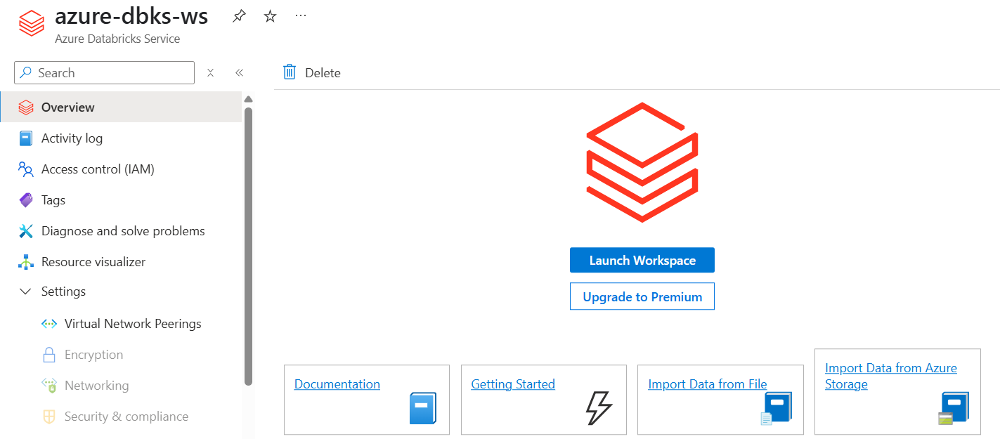 azure-dbks-ws
Azure Databricks Service
Search
Delete
Overview
Activity log
Access control (IAM)
Tags
Diagnose and solve problems
Resource visualizer
Settings
Virtual Network Peerings
Encryption
Networking
Security & compliance
Launch Workspace
Upgrade to Premium
Documentation
Getting Started
Import Data from File
Import Data from Azure
Storage